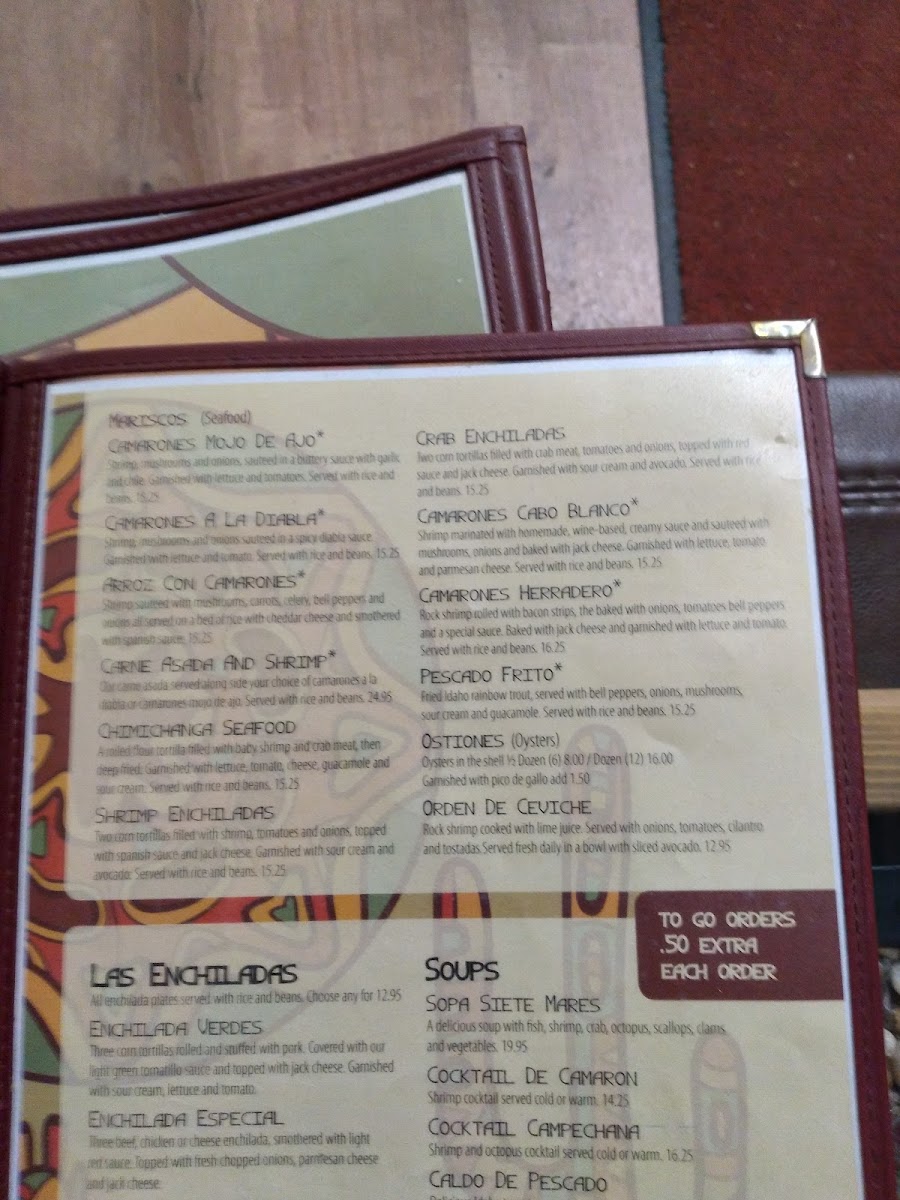 Mariscos (Seafood)
Camarones Mojo De Ajo*
Shrimp, mushrooms and onions, sauteed in a buttery sauce with garlic
and chile. Garnished with lettuce and tomatoes. Served with rice and
beans. 15.25
Camarones A La Diabla*
Shrimp, mushrooms and onions sauteed in a spicy diabla sauce.
Garnished with lettuce and tomato. Served with rice and beans. 15.25
Arroz Con Camarones*
Shrimp sauteed with mushrooms, carrots, celery, bell peppers and
onions all served on a bed of rice with cheddar cheese and smothered
with spanish sauce. 15.25
Carne Asada And Shrimp*
Our carne asada served along side your choice of camarones a la
diabla or camarones mojo de ajo. Served with rice and beans. 24.95
Chimichanga Seafood
A rolled flour tortilla filled with baby shrimp and crab meat, then
deep fried. Garnished with lettuce, tomato, cheese, guacamole and
sour cream. Served with rice and beans. 15.25
Shrimp Enchiladas
Two corn tortillas filled with shrimp, tomatoes and onions, topped
with spanish sauce and jack cheese. Garnished with sour cream and
avocado. Served with rice and beans. 15.25
Crab Enchiladas
Two corn tortillas filled with crab meat, tomatoes and onions, topped with red
sauce and jack cheese. Garnished with sour cream and avocado. Served with rice
and beans. 15.25
Camarones Cabo Blanco*
Shrimp marinated with homemade, wine-based, creamy sauce and sauteed with
mushrooms, onions and baked with jack cheese. Garnished with lettuce, tomato
and parmesan cheese. Served with rice and beans. 15.25
Camarones Herradero*
Rock shrimp rolled with bacon strips, the baked with onions, tomatoes bell peppers
and a special sauce. Baked with jack cheese and garnished with lettuce and tomato.
Served with rice and beans. 16.25
Pescado Frito*
Fried Idaho rainbow trout, served with bell peppers, onions, mushrooms,
sour cream and guacamole. Served with rice and beans. 15.25
Ostiones (Oysters)
Oysters in the shell ½ Dozen (6) 8.00 / Dozen (12) 16.00
Garnished with pico de gallo add 1.50
Orden De Ceviche
Rock shrimp cooked with lime juice. Served with onions, tomatoes, cilantro
and tostadas. Served fresh daily in a bowl with sliced avocado. 12.95
TO GO ORDERS
.50 EXTRA
EACH ORDER
Las Enchiladas
All enchilada plates served with rice and beans. Choose any for 12.95
Enchilada Verdes
Three corn tortillas rolled and stuffed with pork. Covered with our
light green tomatillo sauce and topped with jack cheese. Garnished
with sour cream, lettuce and tomato.
Enchilada Especial
Three beef, chicken or cheese enchilada, smothered with light
red sauce. Topped with fresh chopped onions, parmesan cheese
and jack cheese.
Soups
Sopa Siete Mares
A delicious soup with fish, shrimp, crab, octopus, scallops, clams
and vegetables. 19.95
Cocktail De Camaron
Shrimp cocktail served cold or warm. 14.25
Cocktail Campechana
Shrimp and octopus cocktail served cold or warm. 16.25
Caldo De Pescado